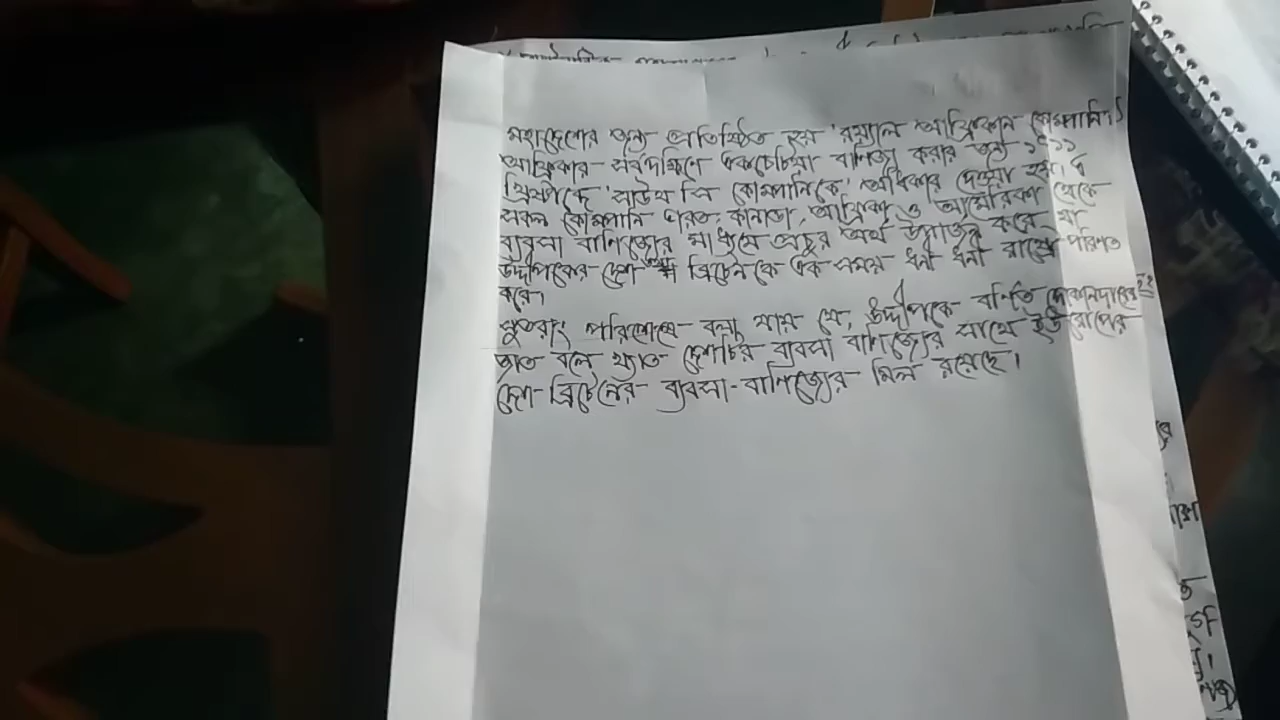 মহাদেশের জন্য প্রতিষ্ঠিত হয় 'রয়্যাল আফ্রিকান কোম্পানি'।
আফ্রিকার সর্বদক্ষিণে একচেটিয়া বাণিজ্য করার জন্য ১৭১১
খ্রিষ্টাব্দে 'সাউথ সি কোম্পানিকে' অধিকার দেওয়া হয়। এ
সকল কোম্পানি ভারত, কানাডা, আফ্রিকা ও আমেরিকা থেকে
ব্যবসা বাণিজ্যের মাধ্যমে প্রচুর অর্থ উপার্জন করে যা
উদ্দীপকের দেশ ব্রিটেনকে এক সময় ধনী ধনী রাষ্ট্রে পরিণত
করে।
সুতরাং পরিশেষে বলা যায় যে, উদ্দীপকে বর্ণিত দোকানদারের
জাত বলে খ্যাত দেশটির ব্যবসা বাণিজ্যের সাথে ইউরোপের
দেশ ব্রিটেনের ব্যবসা-বাণিজ্যের মিল রয়েছে।